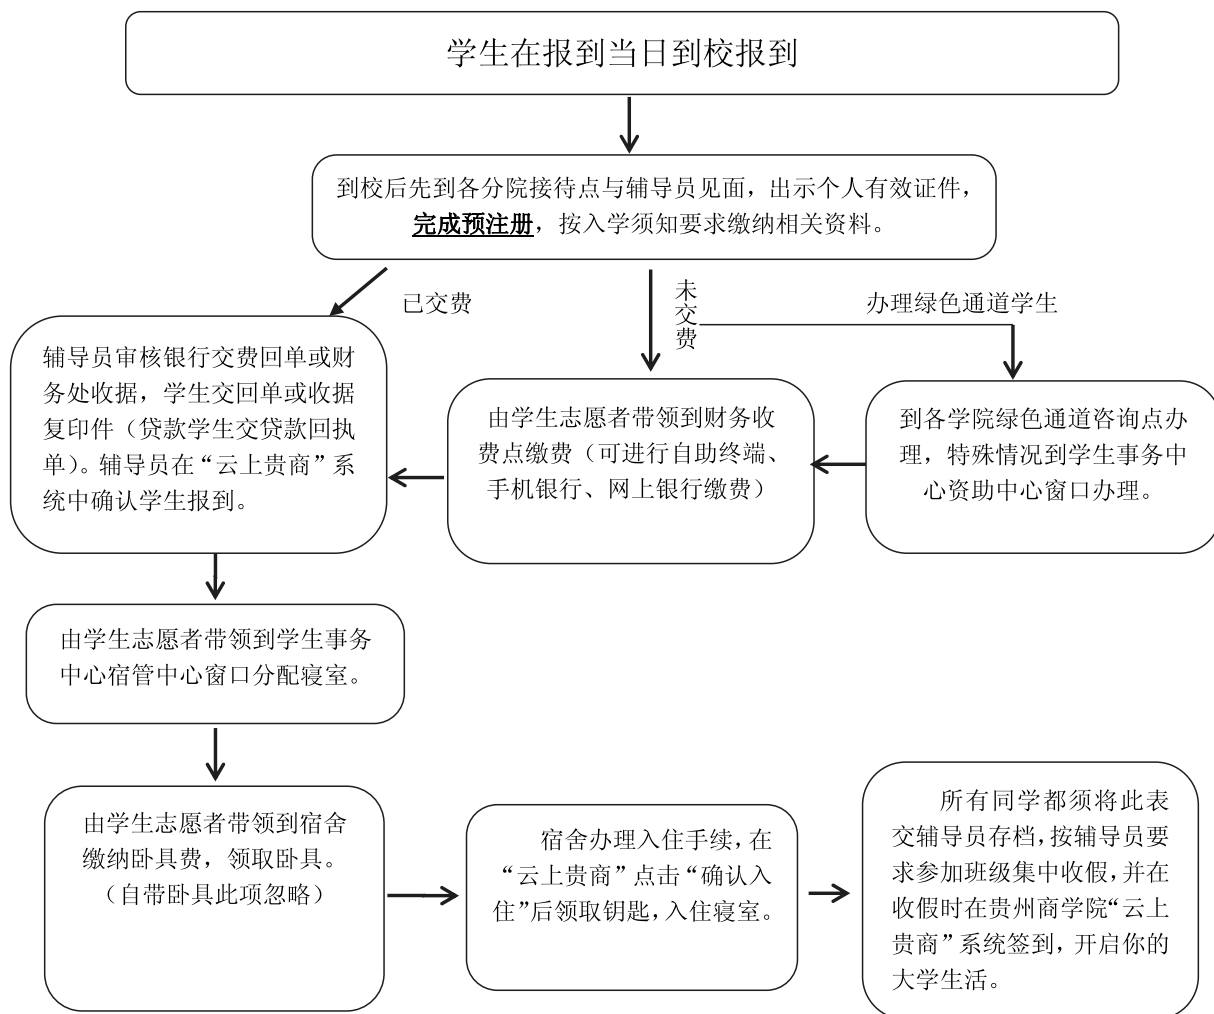 学生在报到当日到校报到
到校后先到各分院接待点与辅导员见面，出示个人有效证件，
完成预注册，按入学须知要求缴纳相关资料。
已交费
未交费
办理绿色通道学生
辅导员审核银行交费回单或财
务处收据，学生交回单或收据
复印件（贷款学生交贷款回执
单）。辅导员在“云上贵商”系
统中确认学生报到。
由学生志愿者带领到财务收
费点缴费（可进行自助终端、
手机银行、网上银行缴费）
到各学院绿色通道咨询点办
理，特殊情况到学生事务中
心资助中心窗口办理。
由学生志愿者带领到学生事务
中心宿管中心窗口分配寝室。
由学生志愿者带领到宿舍
缴纳卧具费，领取卧具。
（自带卧具此项忽略）
宿舍办理入住手续，在
“云上贵商”点击“确认入
住”后领取钥匙，入住寝室。
所有同学都须将此表
交辅导员存档，按辅导员要
求参加班级集中收假，并在
收假时在贵州商学院“云上
贵商”系统签到，开启你的
大学生活。